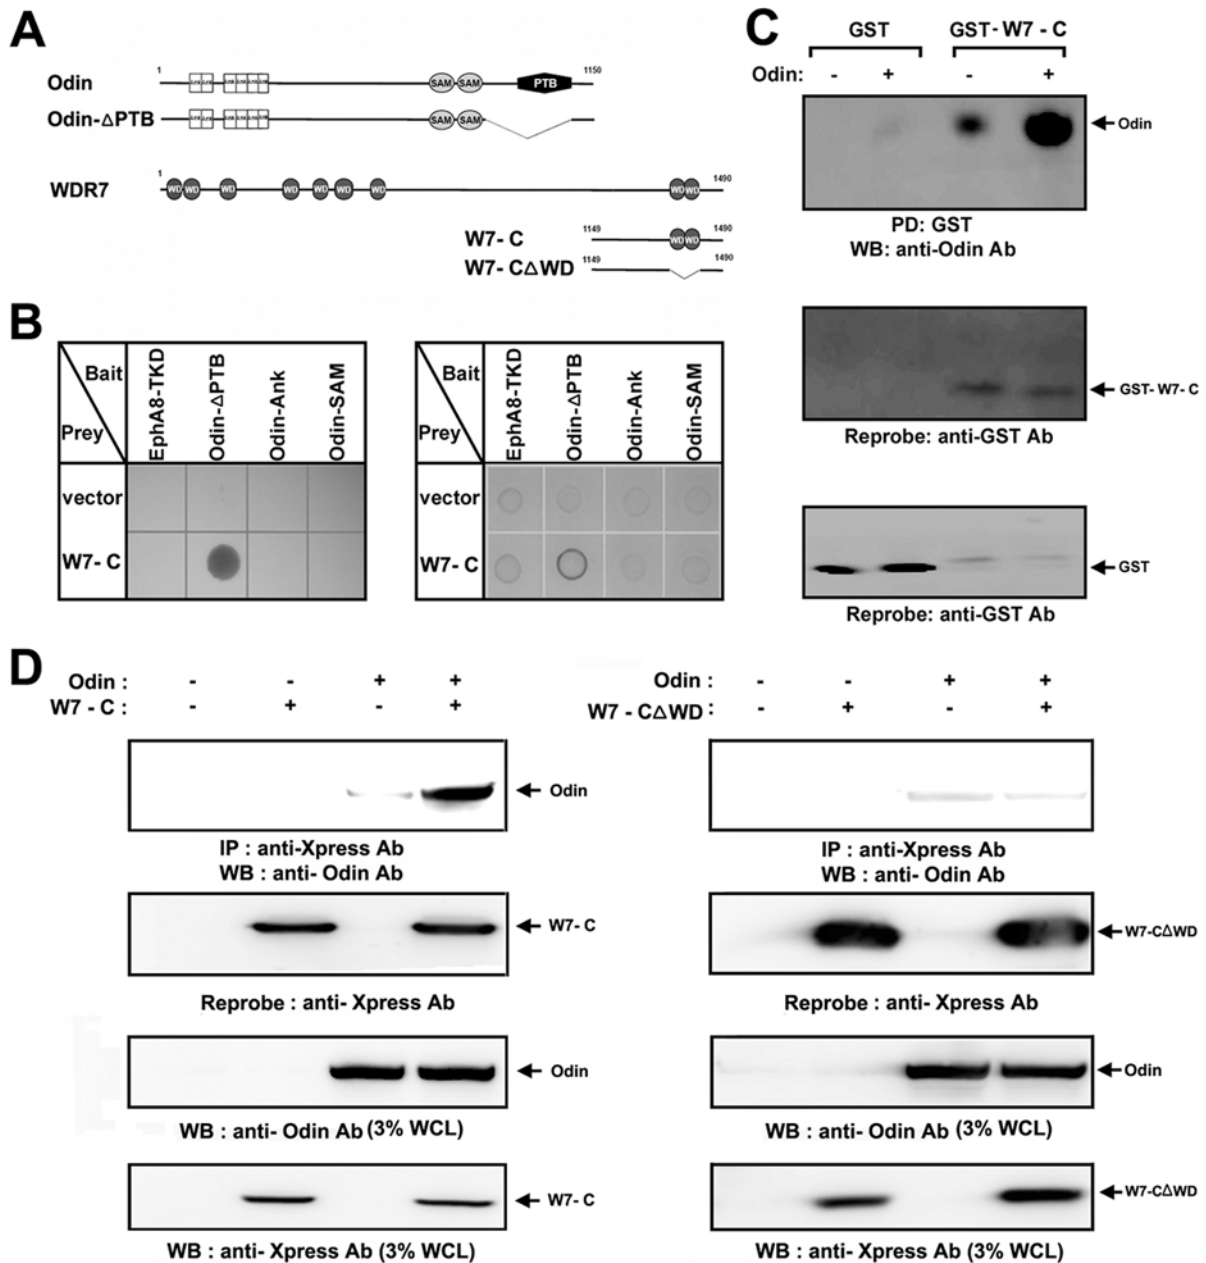 A
Odin
1
1150
SAM SAM PTB
Odin-ΔPTB
SAM SAM
WDR7
1
1490
WD WD WD WD WD WD WD WD WD
W7- C
1149
1490
WD WD
W7- CΔWD
1149
1490
B
Bait
Prey
EphA8-TKD
Odin-ΔPTB
Odin-Ank
Odin-SAM
vector
W7- C
Bait
Prey
EphA8-TKD
Odin-ΔPTB
Odin-Ank
Odin-SAM
vector
W7- C
C
GST GST- W7 - C
Odin: - + - +
Odin
PD: GST
WB: anti-Odin Ab
GST- W7- C
Reprobe: anti-GST Ab
GST
Reprobe: anti-GST Ab
D
Odin : - - + +
W7 - C : - + - +
Odin
IP : anti-Xpress Ab
WB : anti- Odin Ab
W7- C
Reprobe : anti- Xpress Ab
Odin
WB : anti- Odin Ab (3% WCL)
W7- C
WB : anti- Xpress Ab (3% WCL)
Odin : - - + +
W7 - CΔWD : - + - +
IP : anti-Xpress Ab
WB : anti- Odin Ab
W7-CΔWD
Reprobe : anti- Xpress Ab
Odin
WB : anti- Odin Ab (3% WCL)
W7-CΔWD
WB : anti- Xpress Ab (3% WCL)